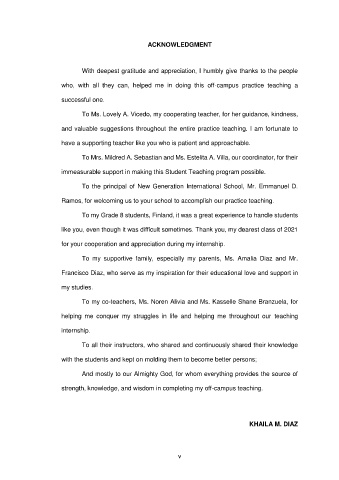 ACKNOWLEDGMENT
With deepest gratitude and appreciation, I humbly give thanks to the people
who, with all they can, helped me in doing this off-campus practice teaching a
successful one.
To Ms. Lovely A. Vicedo, my cooperating teacher, for her guidance, kindness,
and valuable suggestions throughout the entire practice teaching. I am fortunate to
have a supporting teacher like you who is patient and approachable.
To Mrs. Mildred A. Sebastian and Ms. Estelita A. Villa, our coordinator, for their
immeasurable support in making this Student Teaching program possible.
To the principal of New Generation International School, Mr. Emmanuel D.
Ramos, for welcoming us to your school to accomplish our practice teaching.
To my Grade 8 students, Finland, it was a great experience to handle students
like you, even though it was difficult sometimes. Thank you, my dearest class of 2021
for your cooperation and appreciation during my internship.
To my supportive family, especially my parents, Ms. Amalia Diaz and Mr.
Francisco Diaz, who serve as my inspiration for their educational love and support in
my studies.
To my co-teachers, Ms. Noren Alivia and Ms. Kasselle Shane Branzuela, for
helping me conquer my struggles in life and helping me throughout our teaching
internship.
To all their instructors, who shared and continuously shared their knowledge
with the students and kept on molding them to become better persons;
And mostly to our Almighty God, for whom everything provides the source of
strength, knowledge, and wisdom in completing my off-campus teaching.
KHAILA M. DIAZ
v